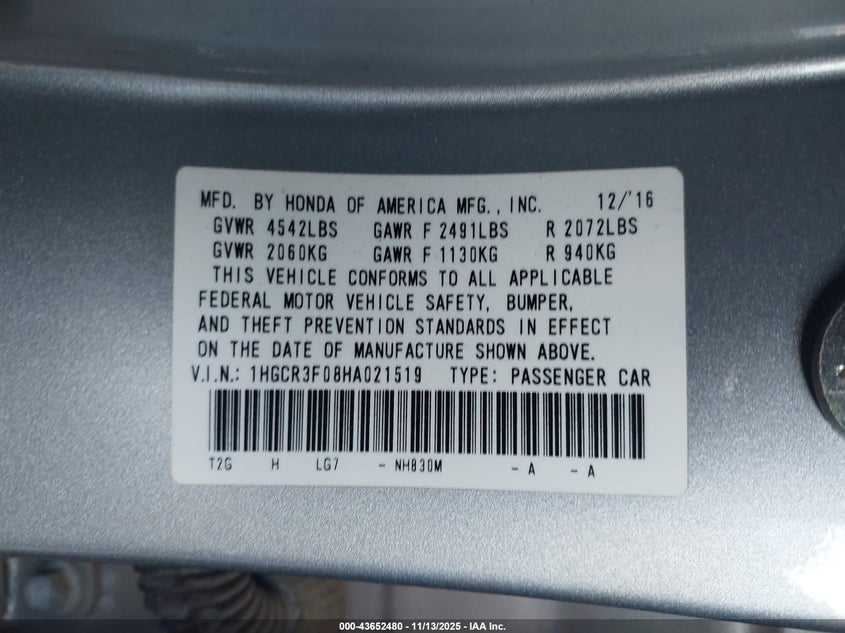 MFD. BY HONDA OF AMERICA MFG., INC. 12/'16
GVWR 4542LBS GAWR F 2491LBS R 2072LBS
GVWR 2060KG GAWR F 1130KG R 940KG
THIS VEHICLE CONFORMS TO ALL APPLICABLE
FEDERAL MOTOR VEHICLE SAFETY, BUMPER,
AND THEFT PREVENTION STANDARDS IN EFFECT
ON THE DATE OF MANUFACTURE SHOWN ABOVE.
V.I.N.: 1HGCR3F08HA021519 TYPE: PASSENGER CAR
T2G H LG7 - NH830M - A - A
000-43652480 - 11/13/2025 - IAA Inc.